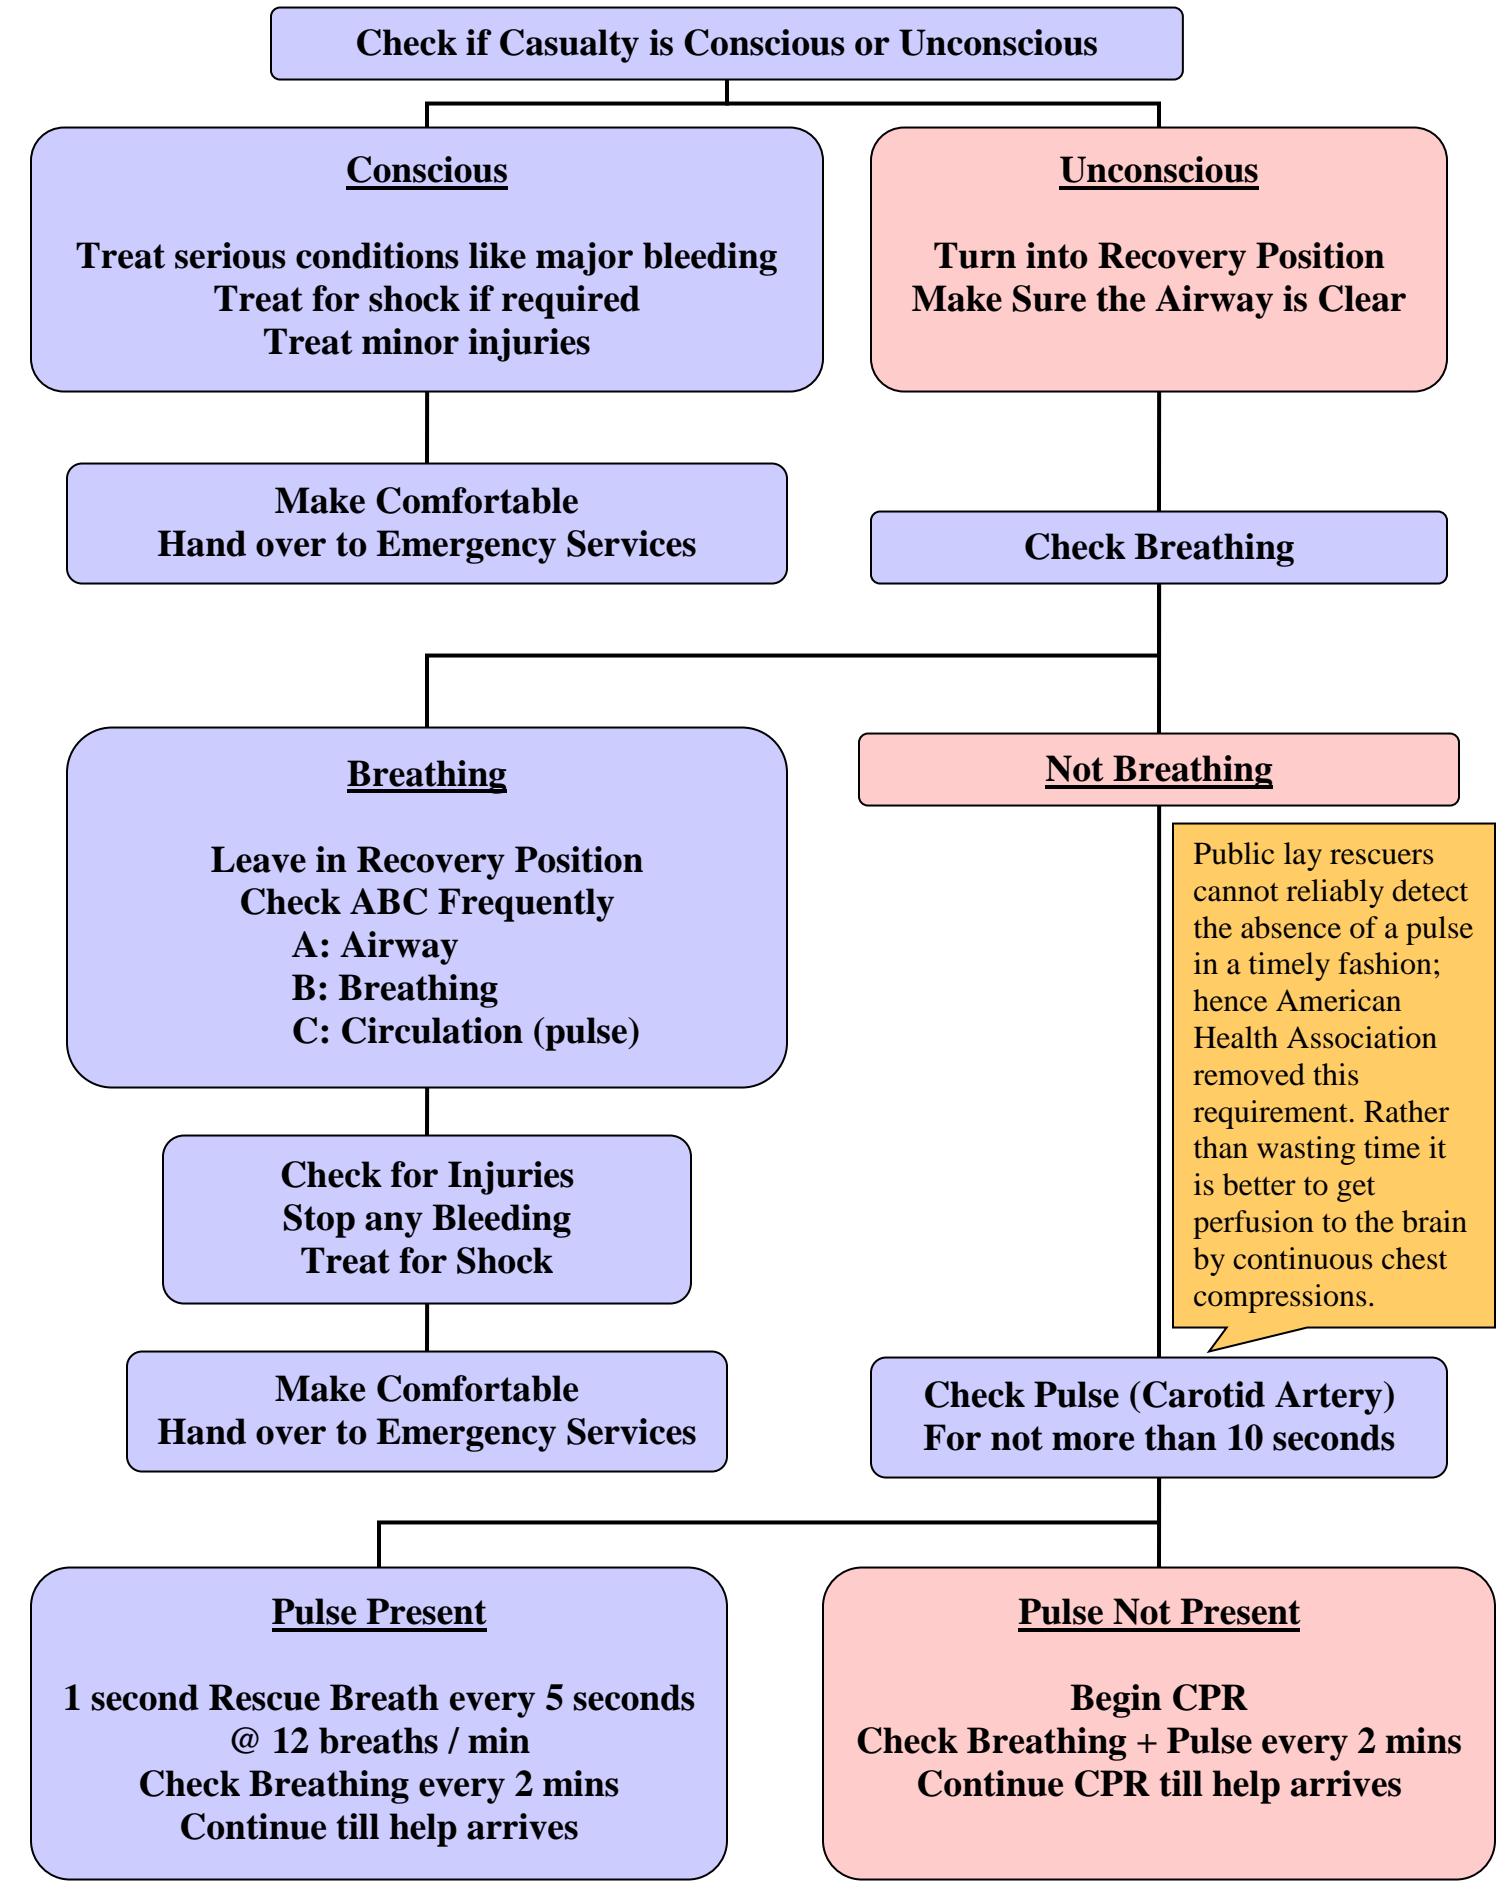 Check if Casualty is Conscious or Unconscious
Conscious
Treat serious conditions like major bleeding
Treat for shock if required
Treat minor injuries
Unconscious
Turn into Recovery Position
Make Sure the Airway is Clear
Make Comfortable
Hand over to Emergency Services
Check Breathing
Breathing
Leave in Recovery Position
Check ABC Frequently
A: Airway
B: Breathing
C: Circulation (pulse)
Not Breathing
Public lay rescuers
cannot reliably detect
the absence of a pulse
in a timely fashion;
hence American
Health Association
removed this
requirement. Rather
than wasting time it
is better to get
perfusion to the brain
by continuous chest
compressions.
Check for Injuries
Stop any Bleeding
Treat for Shock
Make Comfortable
Hand over to Emergency Services
Check Pulse (Carotid Artery)
For not more than 10 seconds
Pulse Present
1 second Rescue Breath every 5 seconds
@ 12 breaths / min
Check Breathing every 2 mins
Continue till help arrives
Pulse Not Present
Begin CPR
Check Breathing + Pulse every 2 mins
Continue CPR till help arrives